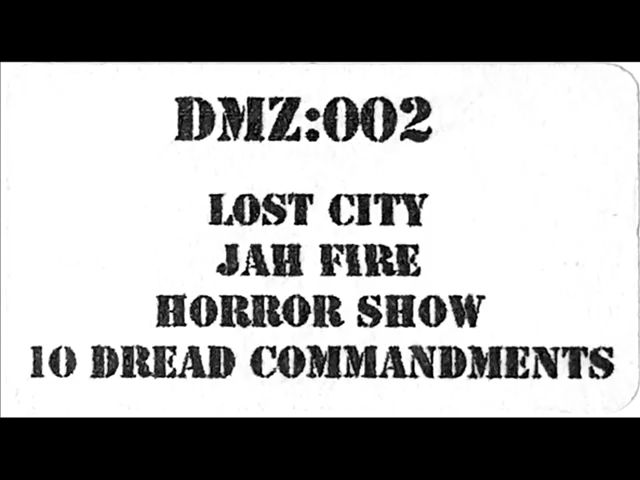 DMZ:002
LOST CITY
JAH FIRE
HORROR SHOW
10 DREAD COMMANDMENTS